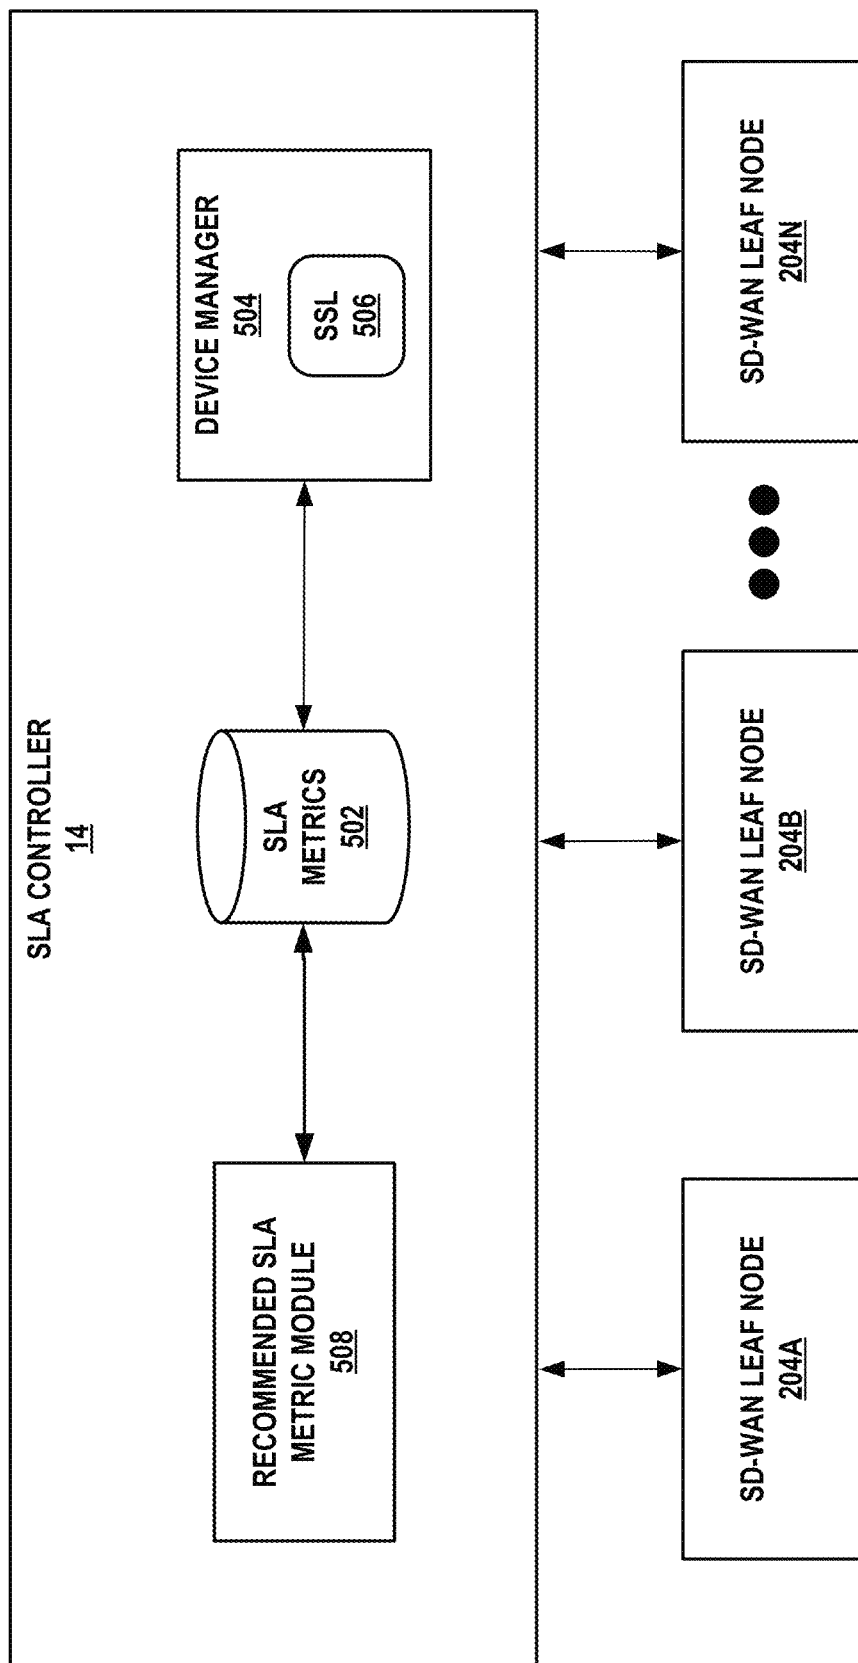 SLA CONTROLLER
14
RECOMMENDED SLA
METRIC MODULE
508
SLA
METRICS
502
DEVICE MANAGER
504
SSL
506
SD-WAN LEAF NODE
204A
SD-WAN LEAF NODE
204B
SD-WAN LEAF NODE
204N